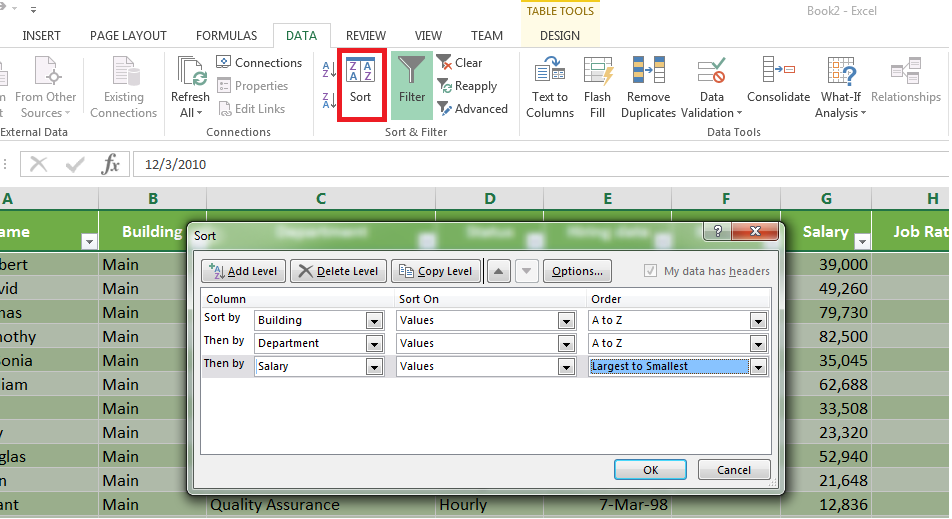 TABLE TOOLS Book2 - Excel
INSERT PAGE LAYOUT FORMULAS DATA REVIEW VIEW TEAM DESIGN
From Other Sources
Existing Connections
Refresh All
Connections
Properties
Edit Links
Sort
Filter
Clear
Reapply
Advanced
Text to Columns
Flash Fill
Remove Duplicates
Data Validation
Consolidate
What-If Analysis
Relationships
External Data Connections Sort & Filter Data Tools
fx 12/3/2010
A B C D E F G H
ame Building Salary Job Rat
Sort ?
Add Level Delete Level Copy Level Options... My data has headers
Column Sort On Order
Sort by Building Values A to Z
Then by Department Values A to Z
Then by Salary Values Largest to Smallest
OK Cancel
bert Main 39,000
vid Main 49,260
mas Main 79,730
nothy Main 82,500
Sonia Main 35,045
iam Main 62,688
Main 33,508
y Main 23,320
glas Main 52,940
n Main 21,648
ant Main Quality Assurance Hourly 7-Mar-98 12,836